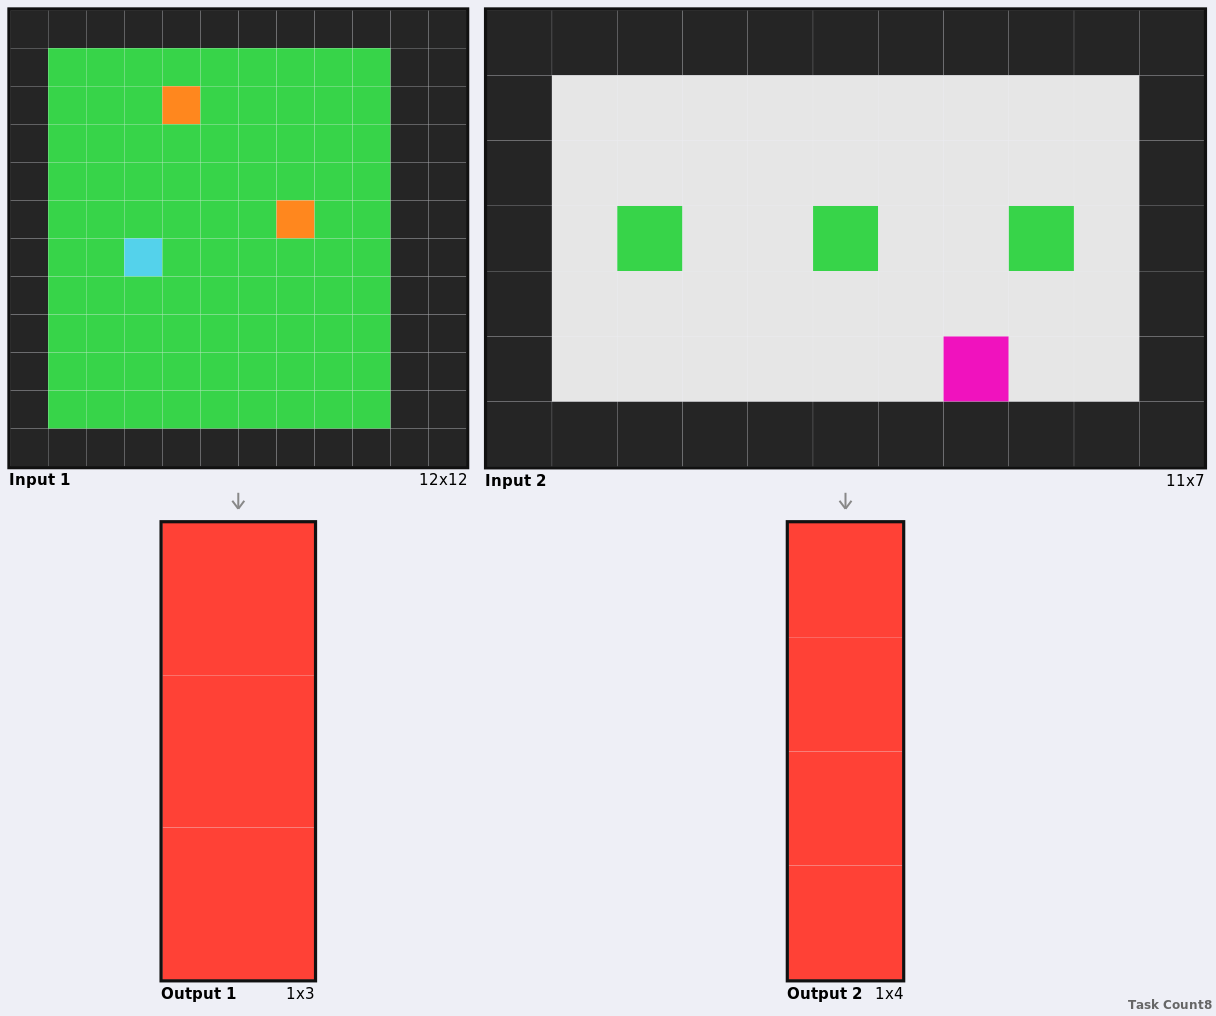 Input 1 12x12
Input 2 11x7
Output 1 1x3
Output 2 1x4
Task Count8